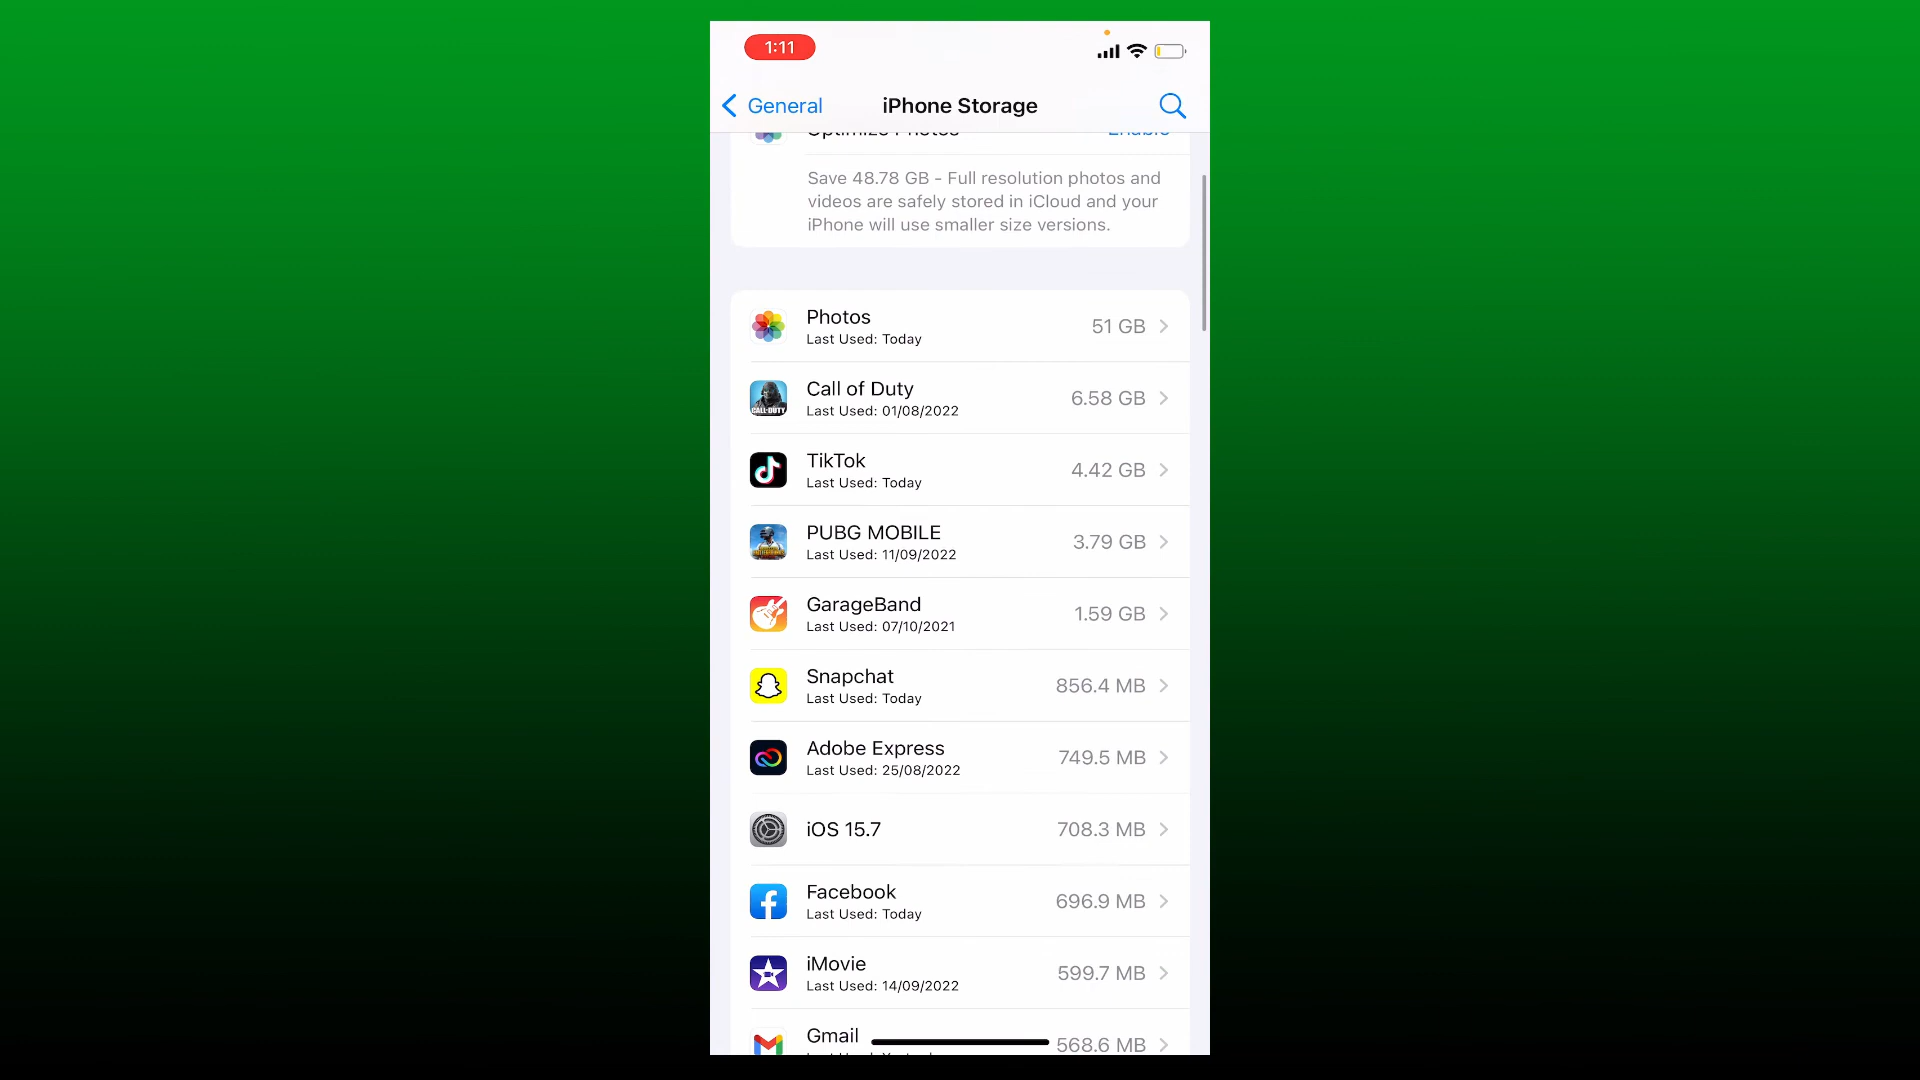 1:11
General
iPhone Storage
Optimize Photos
Enable
Save 48.78 GB - Full resolution photos and
videos are safely stored in iCloud and your
iPhone will use smaller size versions.
Photos
Last Used: Today
51 GB
CALL·DUTY
Call of Duty
Last Used: 01/08/2022
6.58 GB
TikTok
Last Used: Today
4.42 GB
PUBG MOBILE
Last Used: 11/09/2022
3.79 GB
GarageBand
Last Used: 07/10/2021
1.59 GB
Snapchat
Last Used: Today
856.4 MB
Adobe Express
Last Used: 25/08/2022
749.5 MB
iOS 15.7
708.3 MB
Facebook
Last Used: Today
696.9 MB
iMovie
Last Used: 14/09/2022
599.7 MB
Gmail
568.6 MB